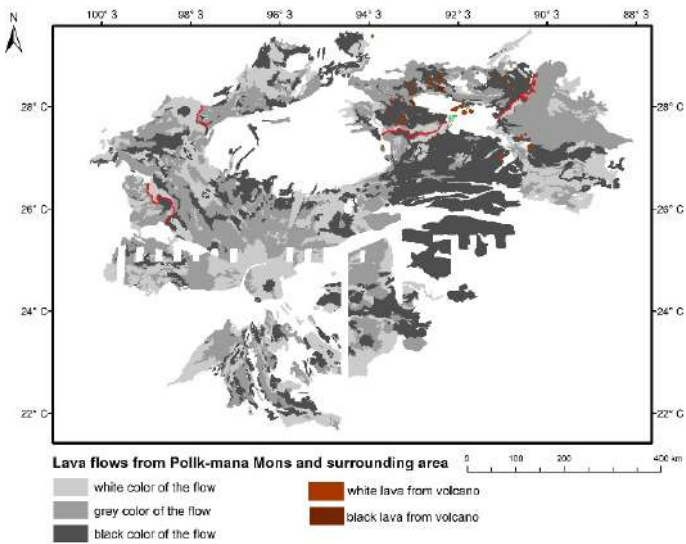 N
100° 3 98° 3 96° 3 94° 3 92° 3 90° 3 88° 3
28° C 28° C
26° C 26° C
24° C 24° C
22° C 22° C
Lava flows from Pollk-mana Mons and surrounding area
0 100 200 400 km
white color of the flow
grey color of the flow
black color of the flow
white lava from volcano
black lava from volcano